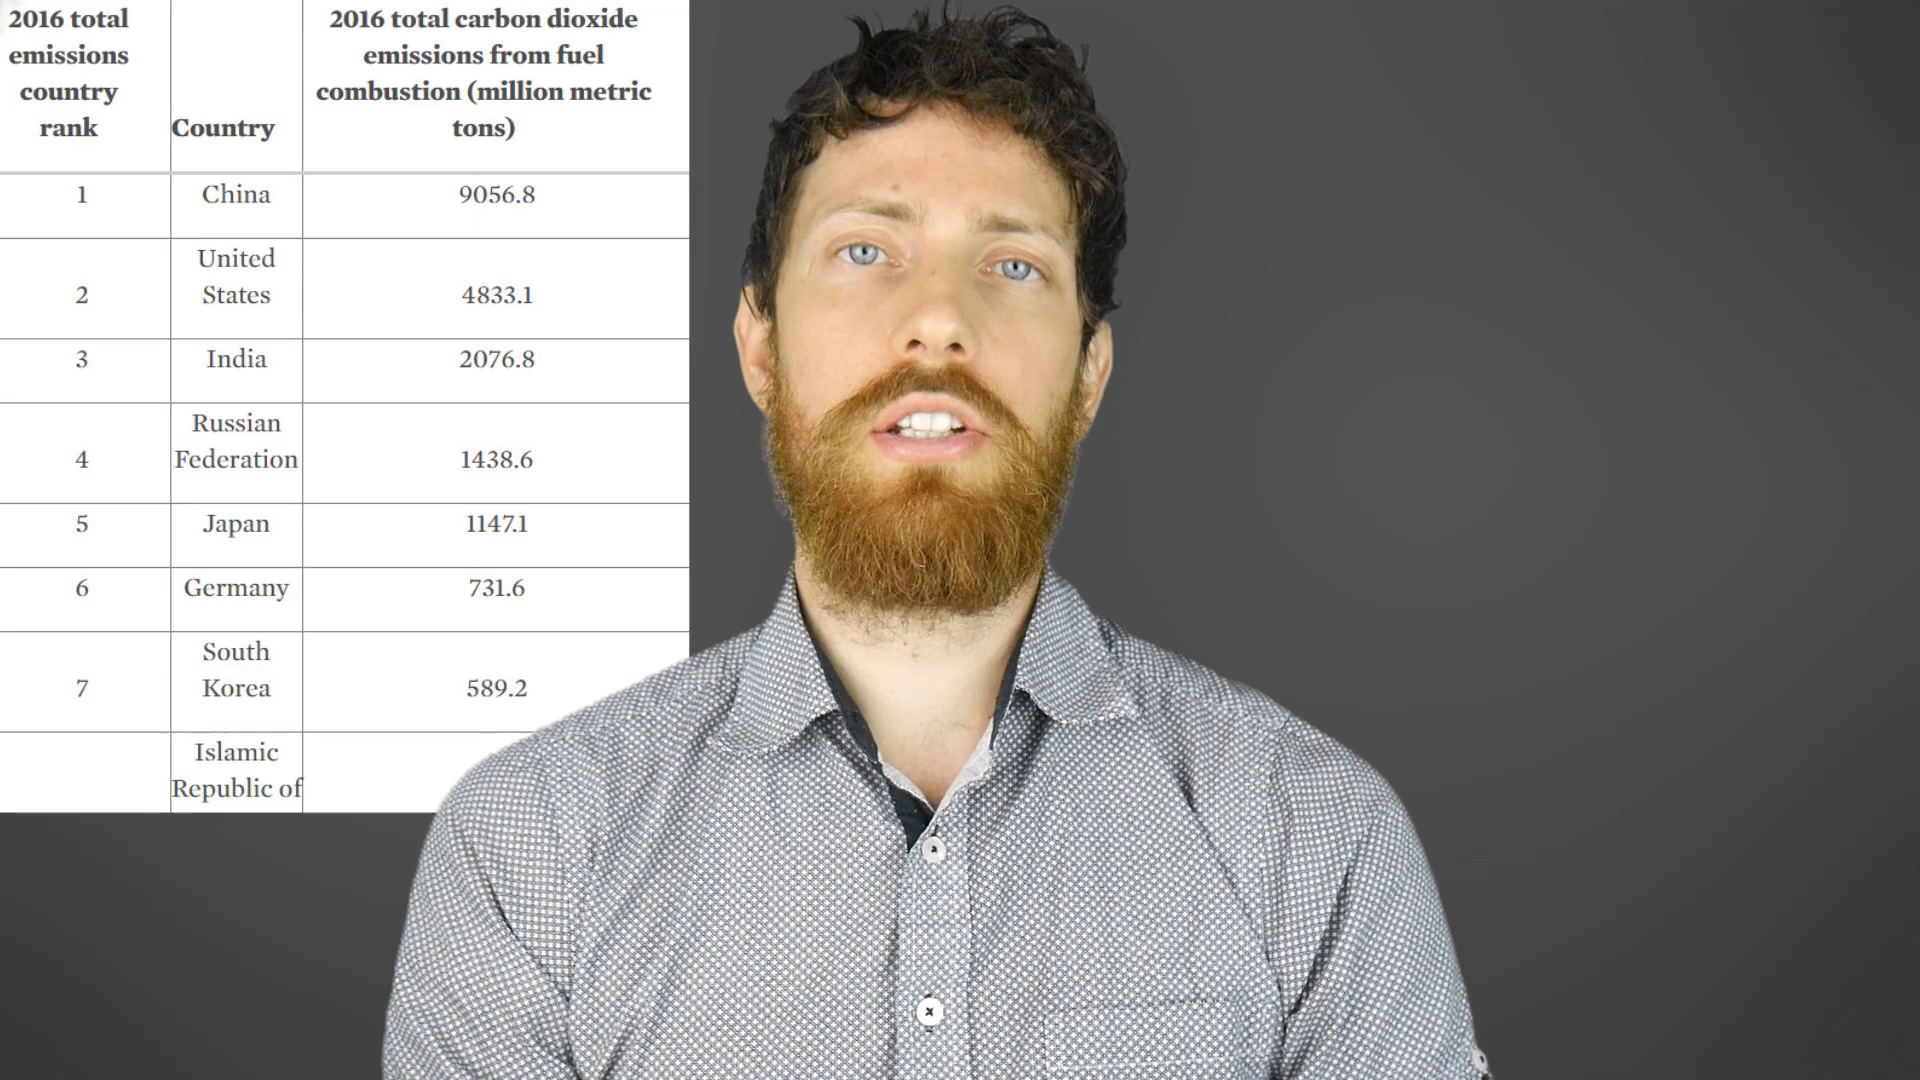 2016 total
emissions
country
rank
Country
2016 total carbon dioxide
emissions from fuel
combustion (million metric
tons)
1 China 9056.8
United
2 States 4833.1
3 India 2076.8
Russian
4 Federation 1438.6
5 Japan 1147.1
6 Germany 731.6
South
7 Korea 589.2
Islamic
Republic of